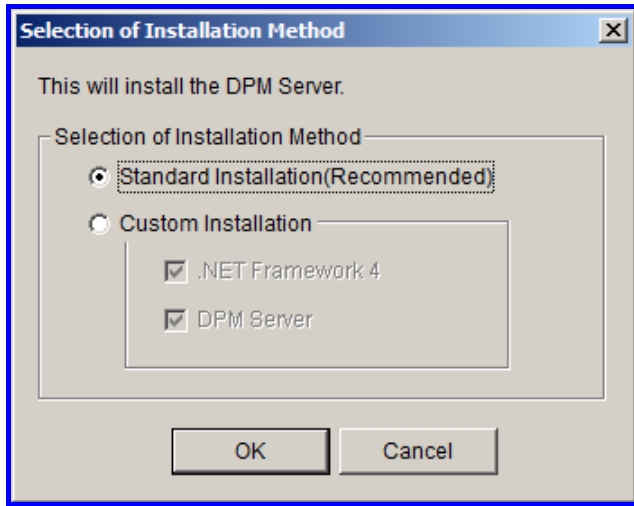 Selection of Installation Method
This will install the DPM Server.
Selection of Installation Method
Standard Installation(Recommended)
Custom Installation
.NET Framework 4
DPM Server
OK
Cancel